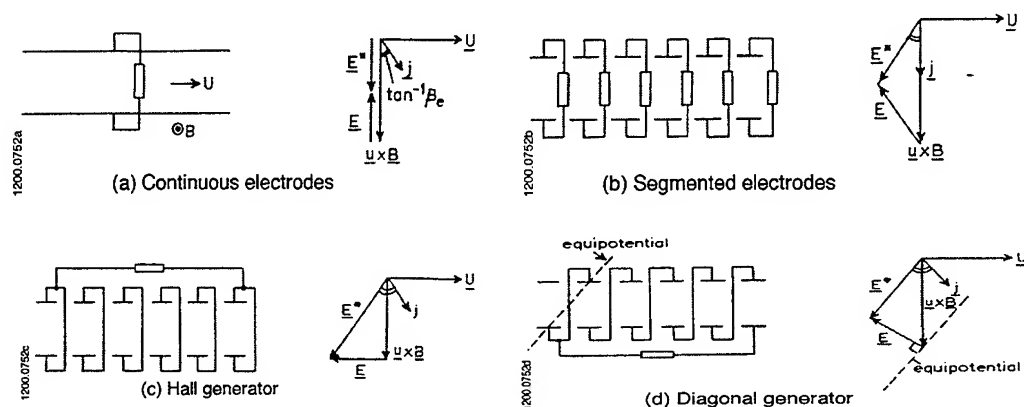 1200.0752a
U
⊙B
E*
U
j
tan⁻¹βe
E
u×B
(a) Continuous electrodes
1200.0752b
U
E*
j
E
u×B
(b) Segmented electrodes
1200.0752c
U
E*
j
u×B
E
(c) Hall generator
1200.0752d
equipotential
U
E*
j
u×B
E
equipotential
(d) Diagonal generator